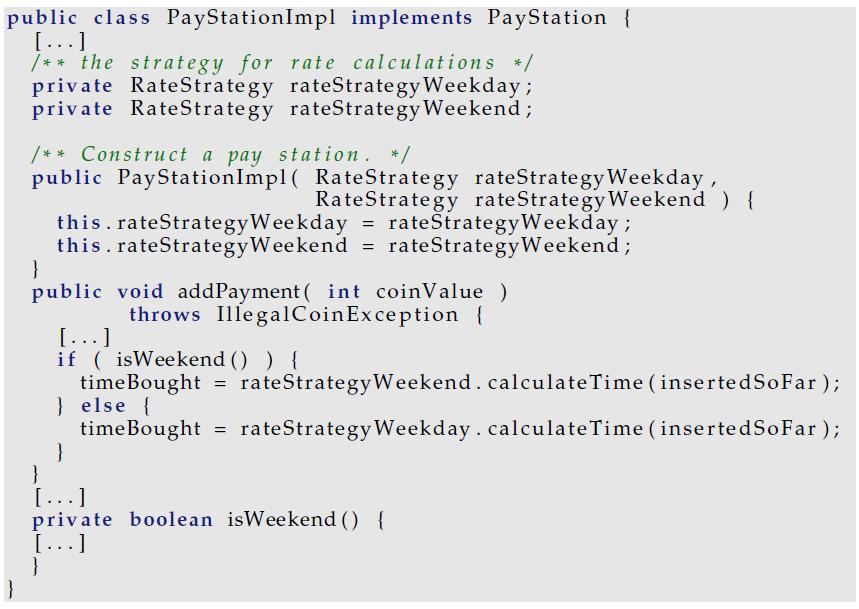 public class PayStationImpl implements PayStation {
[...]
/** the strategy for rate calculations */
private RateStrategy rateStrategyWeekday;
private RateStrategy rateStrategyWeekend;
/** Construct a pay station. */
public PayStationImpl( RateStrategy rateStrategyWeekday,
RateStrategy rateStrategyWeekend ) {
this.rateStrategyWeekday = rateStrategyWeekday;
this.rateStrategyWeekend = rateStrategyWeekend;
}
public void addPayment( int coinValue )
throws IllegalCoinException {
[...]
if ( isWeekend() ) {
timeBought = rateStrategyWeekend.calculateTime(insertedSoFar);
} else {
timeBought = rateStrategyWeekday.calculateTime(insertedSoFar);
}
}
[...]
private boolean isWeekend() {
[...]
}
}